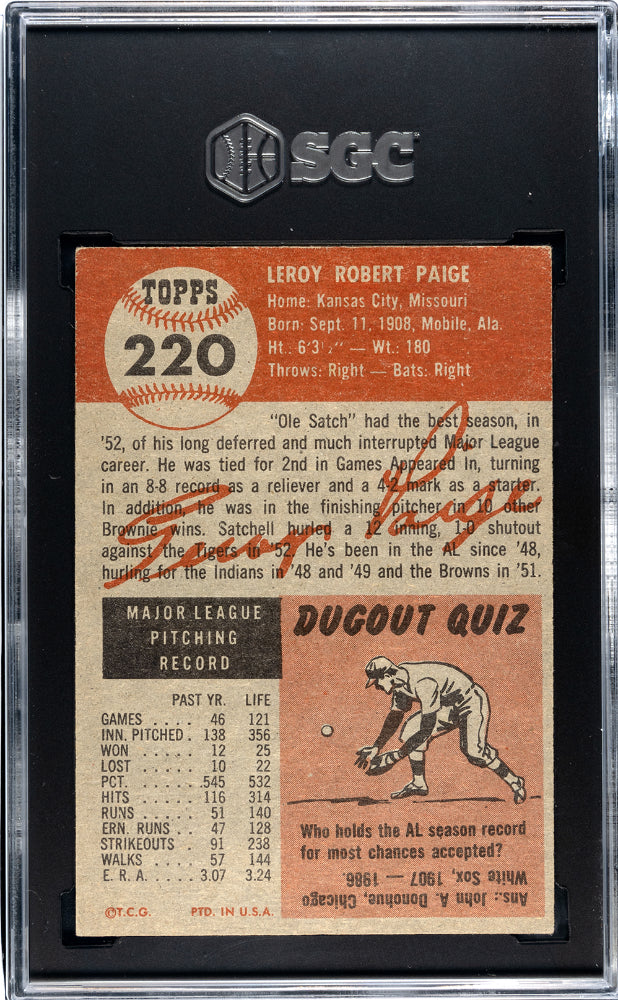 SGC
TOPPS
220
LEROY ROBERT PAIGE
Home: Kansas City, Missouri
Born: Sept. 11, 1908, Mobile, Ala.
Ht.: 6'3½" — Wt.: 180
Throws: Right — Bats: Right
"Ole Satch" had the best season, in
'52, of his long deferred and much interrupted Major League
career. He was tied for 2nd in Games Appeared In, turning
in an 8-8 record as a reliever and a 4-2 mark as a starter.
In addition, he was in the finishing pitcher in 10 other
Brownie wins. Satchell hurled a 12 inning, 1-0 shutout
against the Tigers in '52. He's been in the AL since '48,
hurling for the Indians in '48 and '49 and the Browns in '51.
MAJOR LEAGUE
PITCHING
RECORD
PAST YR. LIFE
GAMES .... 46 121
INN. PITCHED. 138 356
WON ..... 12 25
LOST .... 10 22
PCT. ..... .545 532
HITS ..... 116 314
RUNS .... 51 140
ERN. RUNS .. 47 128
STRIKEOUTS . 91 238
WALKS .... 57 144
E. R. A. .... 3.07 3.24
©T.C.G. PTD. IN U.S.A.
DUGOUT QUIZ
Who holds the AL season record
for most chances accepted?
Ans.: John A. Donohue, Chicago
White Sox, 1907 — 1986.